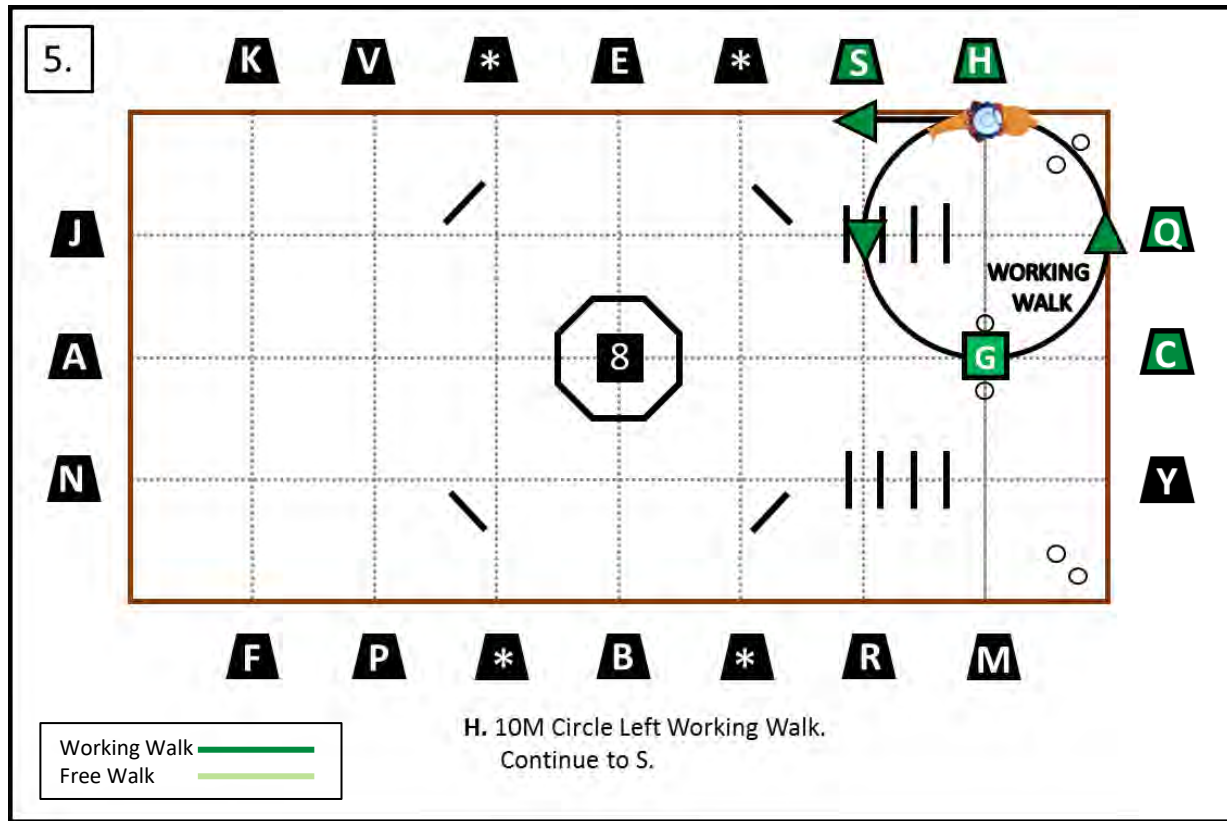 5.
K V * E * S H
J Q
WORKING
WALK
A 8 G C
N Y
F P * B * R M
H. 10M Circle Left Working Walk.
Continue to S.
Working Walk
Free Walk